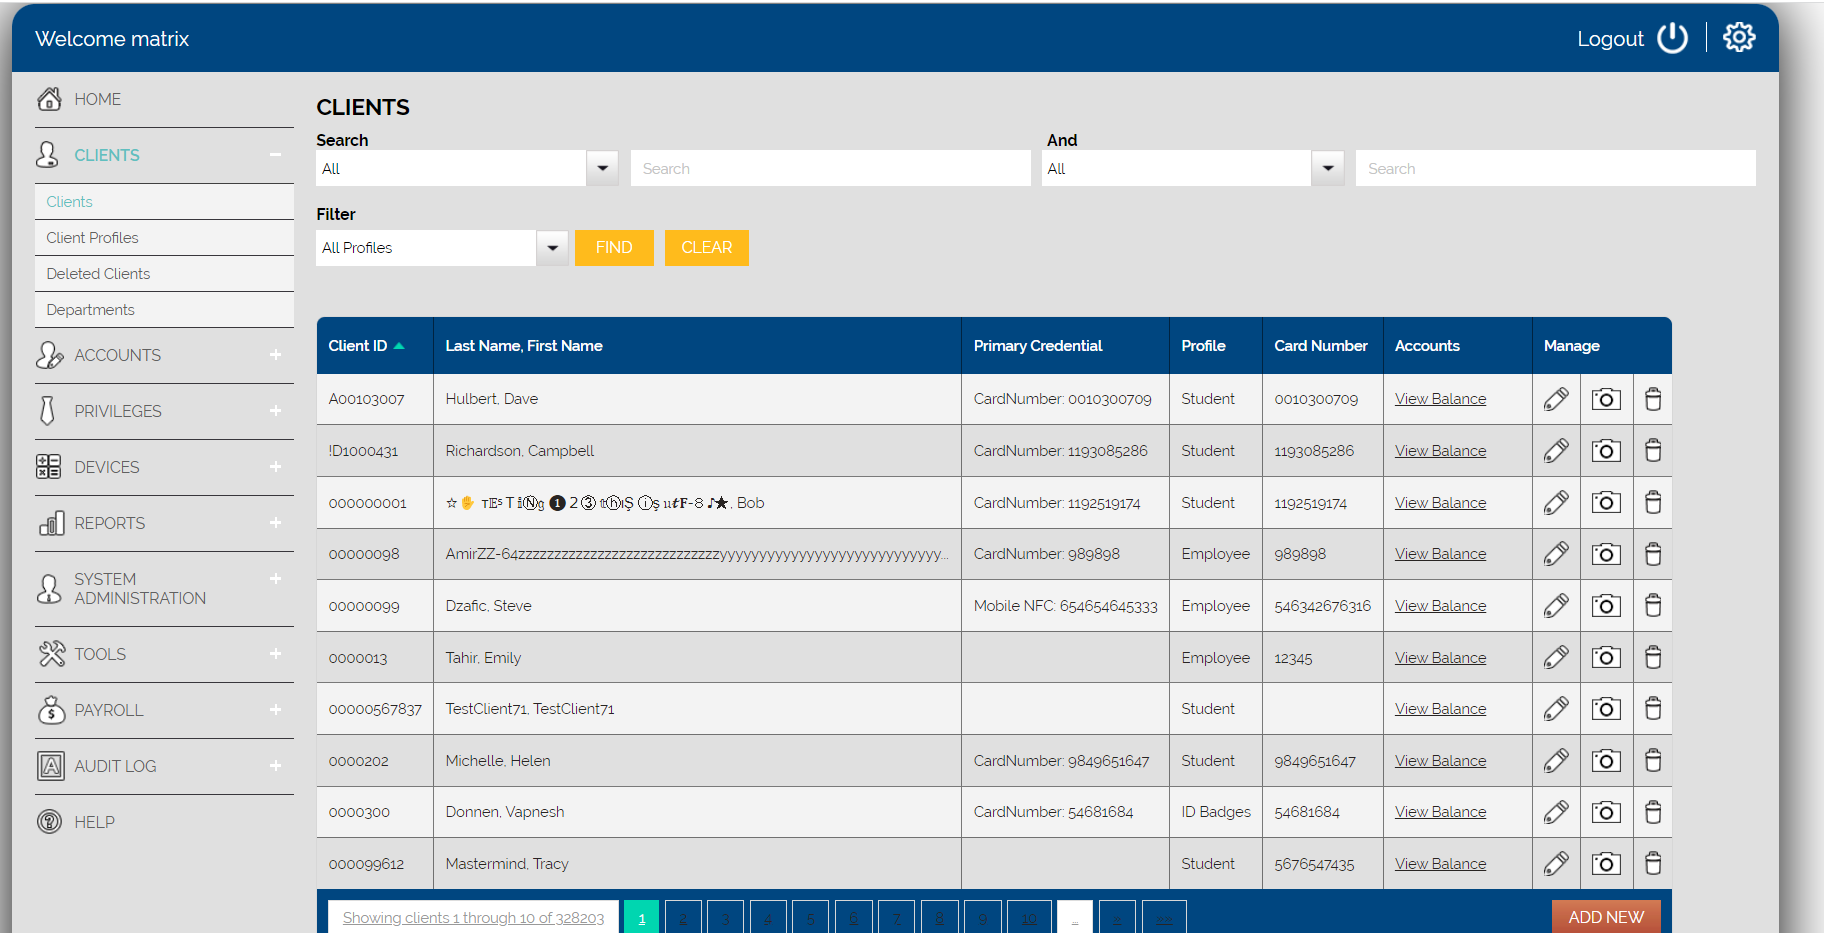 Welcome matrix
Logout
HOME
CLIENTS
Clients
Client Profiles
Deleted Clients
Departments
ACCOUNTS
PRIVILEGES
DEVICES
REPORTS
SYSTEM
ADMINISTRATION
TOOLS
PAYROLL
AUDIT LOG
HELP
CLIENTS
Search And
All Search All Search
Filter
All Profiles FIND CLEAR
Client ID Last Name, First Name Primary Credential Profile Card Number Accounts Manage
A00103007 Hulbert, Dave CardNumber: 0010300709 Student 0010300709 View Balance
!D1000431 Richardson, Campbell CardNumber: 1193085286 Student 1193085286 View Balance
000000001 ☆✋ тEˢTiⓃg ❶2③thiŞ ⓘş utF-8 ♪★, Bob CardNumber: 1192519174 Student 1192519174 View Balance
00000098 AmirZZ-64zzzzzzzzzzzzzzzzzzzzzzzzzzzzyyyyyyyyyyyyyyyyyyyyyyyyyyyy... CardNumber: 989898 Employee 989898 View Balance
00000099 Dzafic, Steve Mobile NFC: 654654645333 Employee 546342676316 View Balance
0000013 Tahir, Emily Employee 12345 View Balance
00000567837 TestClient71, TestClient71 Student View Balance
0000202 Michelle, Helen CardNumber: 9849651647 Student 9849651647 View Balance
0000300 Donnen, Vapnesh CardNumber: 54681684 ID Badges 54681684 View Balance
000099612 Mastermind, Tracy Student 5676547435 View Balance
Showing clients 1 through 10 of 328203 1 2 3 4 5 6 7 8 9 10 ... » »» ADD NEW